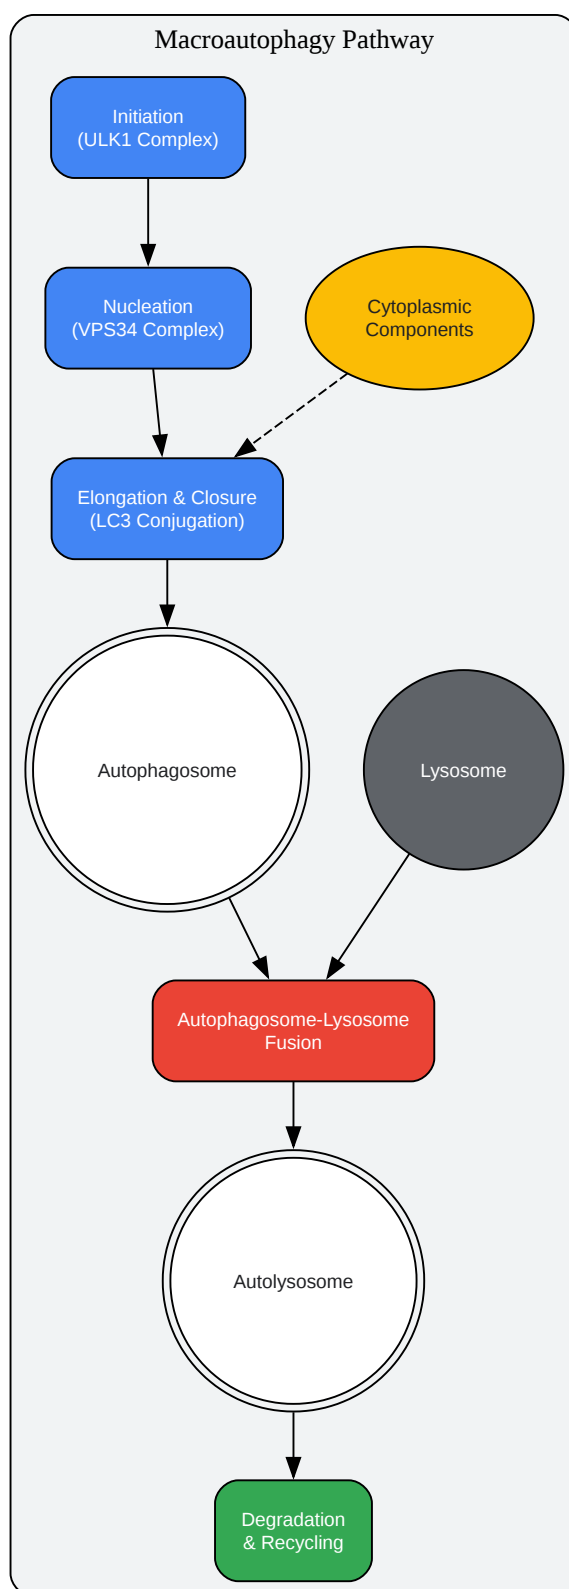 Macroautophagy Pathway
Initiation
(ULK1 Complex)
Nucleation
(VPS34 Complex)
Cytoplasmic
Components
Elongation & Closure
(LC3 Conjugation)
Autophagosome
Lysosome
Autophagosome-Lysosome
Fusion
Autolysosome
Degradation
& Recycling